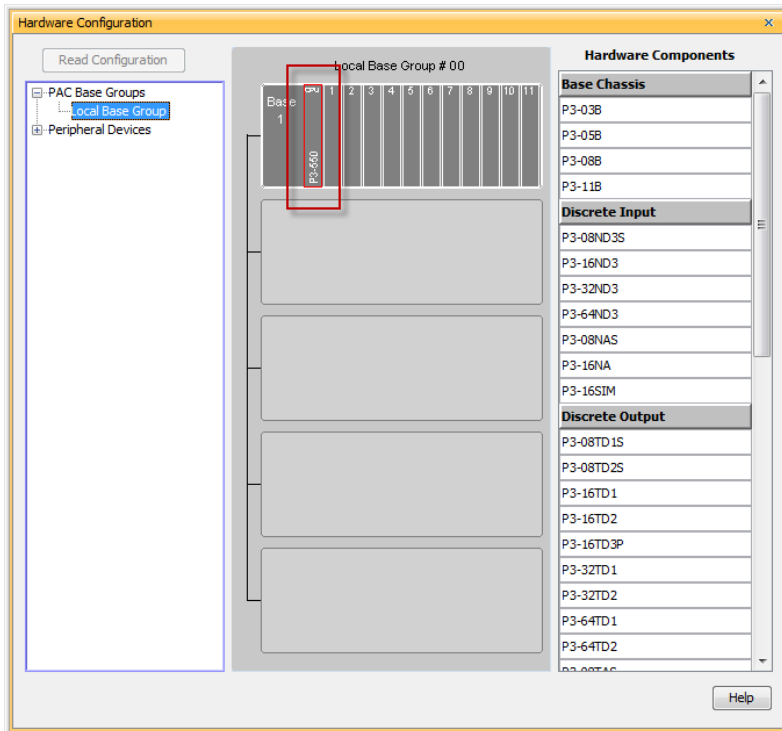 Hardware Configuration
Read Configuration
PAC Base Groups
Local Base Group
Peripheral Devices
Local Base Group # 00
Base
1
CPU 1 2 3 4 5 6 7 8 9 10 11
P3-550
Hardware Components
Base Chassis
P3-03B
P3-05B
P3-08B
P3-11B
Discrete Input
P3-08ND3S
P3-16ND3
P3-32ND3
P3-64ND3
P3-08NAS
P3-16NA
P3-16SIM
Discrete Output
P3-08TD1S
P3-08TD2S
P3-16TD1
P3-16TD2
P3-16TD3P
P3-32TD1
P3-32TD2
P3-64TD1
P3-64TD2
Help